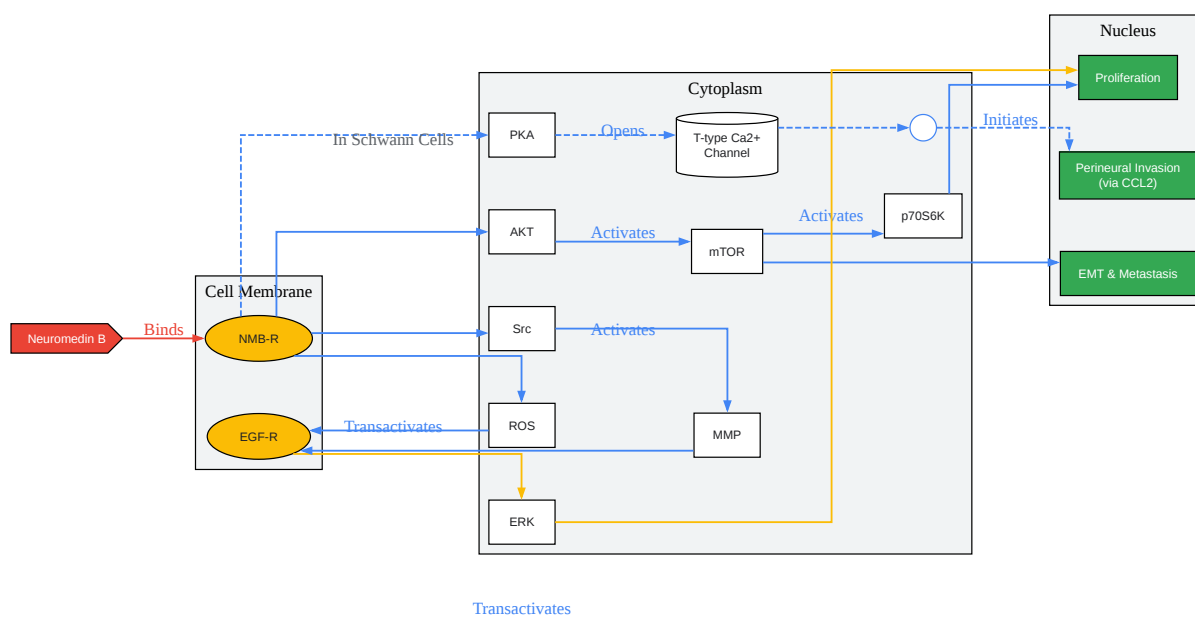 Nucleus
Proliferation
Cytoplasm
PKA
Opens
T-type Ca2+
Channel
Initiates
In Schwann Cells
Perineural Invasion
(via CCL2)
AKT
Activates
mTOR
Activates
p70S6K
EMT & Metastasis
Cell Membrane
Neuromedin B
Binds
NMB-R
Src
Activates
EGF-R
Transactivates
ROS
MMP
ERK
Transactivates